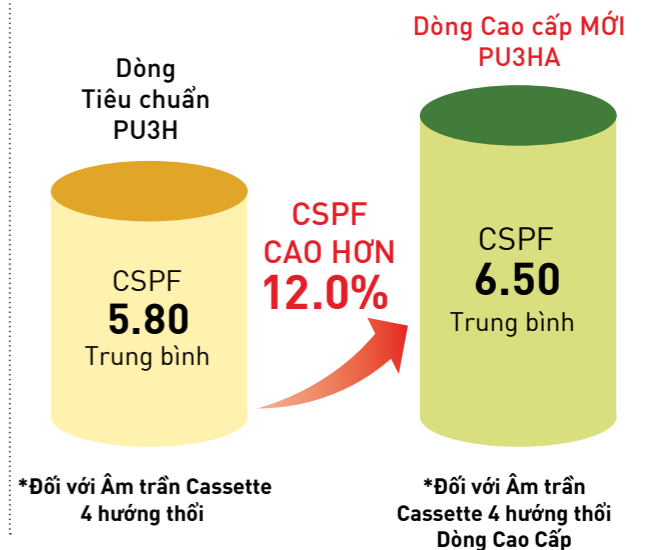 Dòng
Tiêu chuẩn
PU3H
CSPF
5.80
Trung bình
*Đối với Âm trần Cassette
4 hướng thổi
CSPF
CAO HƠN
12.0%
Dòng Cao cấp MỚI
PU3HA
CSPF
6.50
Trung bình
*Đối với Âm trần
Cassette 4 hướng thổi
Dòng Cao Cấp